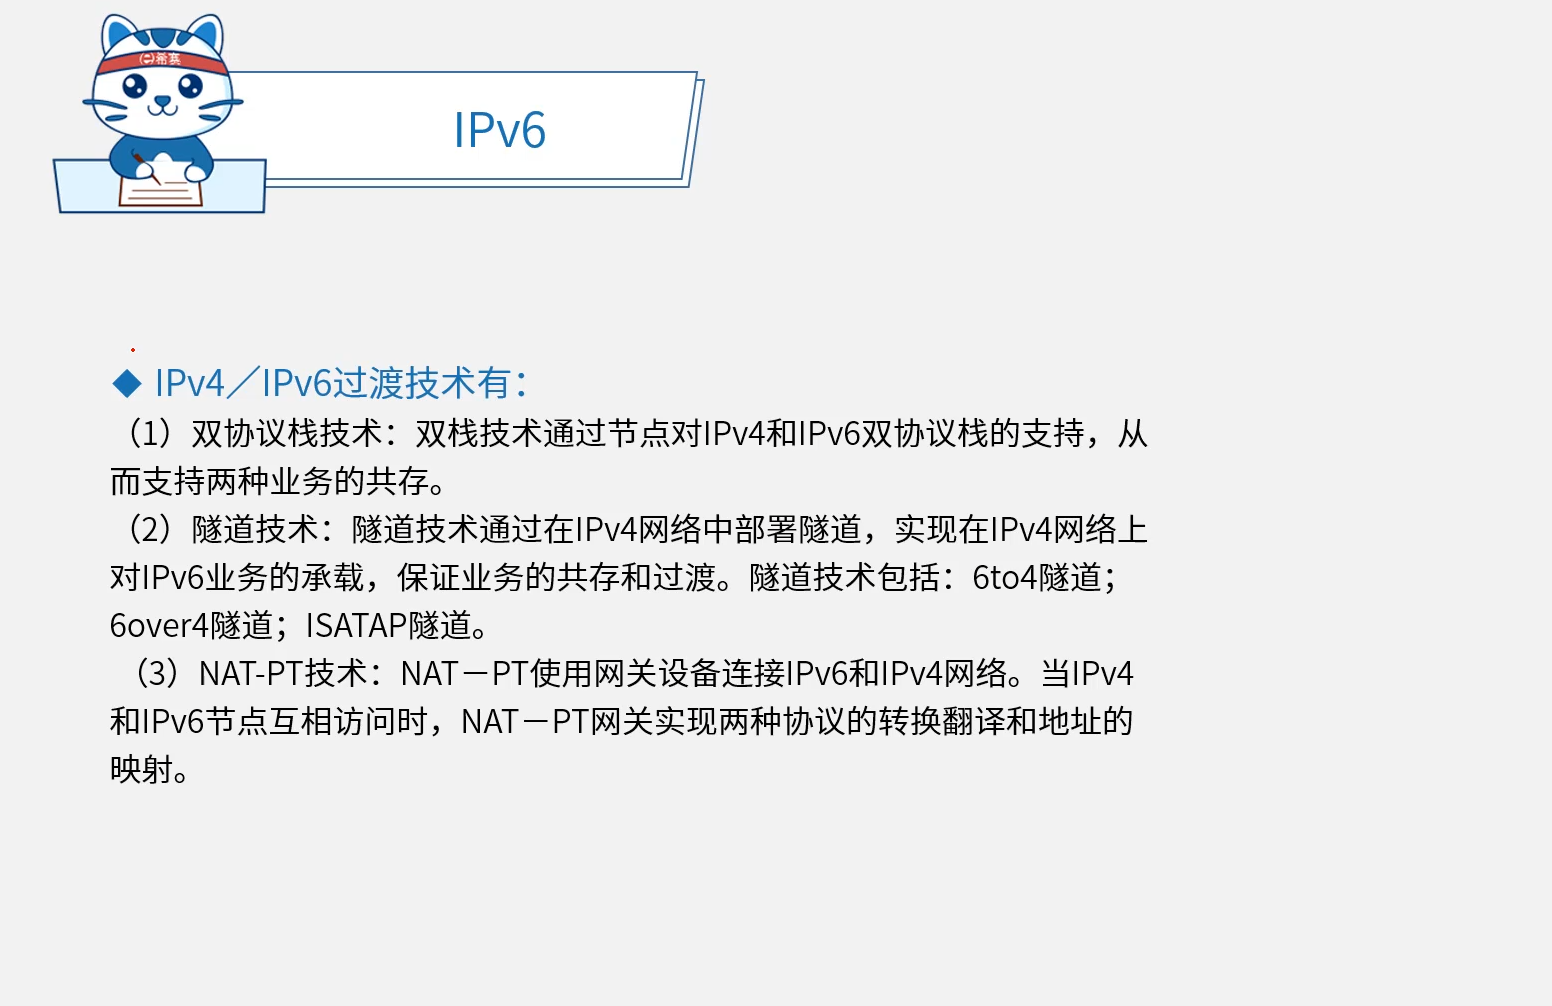 希赛
IPv6
◆ IPv4／IPv6过渡技术有：
（1）双协议栈技术：双栈技术通过节点对IPv4和IPv6双协议栈的支持，从
而支持两种业务的共存。
（2）隧道技术：隧道技术通过在IPv4网络中部署隧道，实现在IPv4网络上
对IPv6业务的承载，保证业务的共存和过渡。隧道技术包括：6to4隧道；
6over4隧道；ISATAP隧道。
（3）NAT-PT技术：NAT－PT使用网关设备连接IPv6和IPv4网络。当IPv4
和IPv6节点互相访问时，NAT－PT网关实现两种协议的转换翻译和地址的
映射。